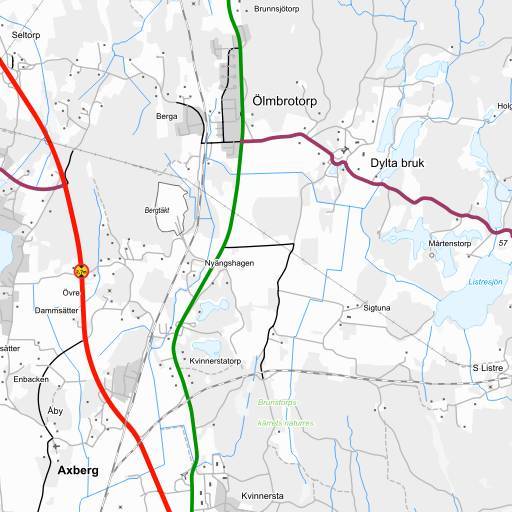 Brunnsjötorp
Seltorp
Ölmbrotorp
Berga
Holg
Dylta bruk
Bergtäkt
Mårtenstorp
57
Nyängshagen
Listresjön
Övre
Dammsätter
Sigtuna
sätter
Kvinnerstatorp
S Listre
Enbacken
Åby
Brunstorps
kärrets naturres
Axberg
Kvinnersta